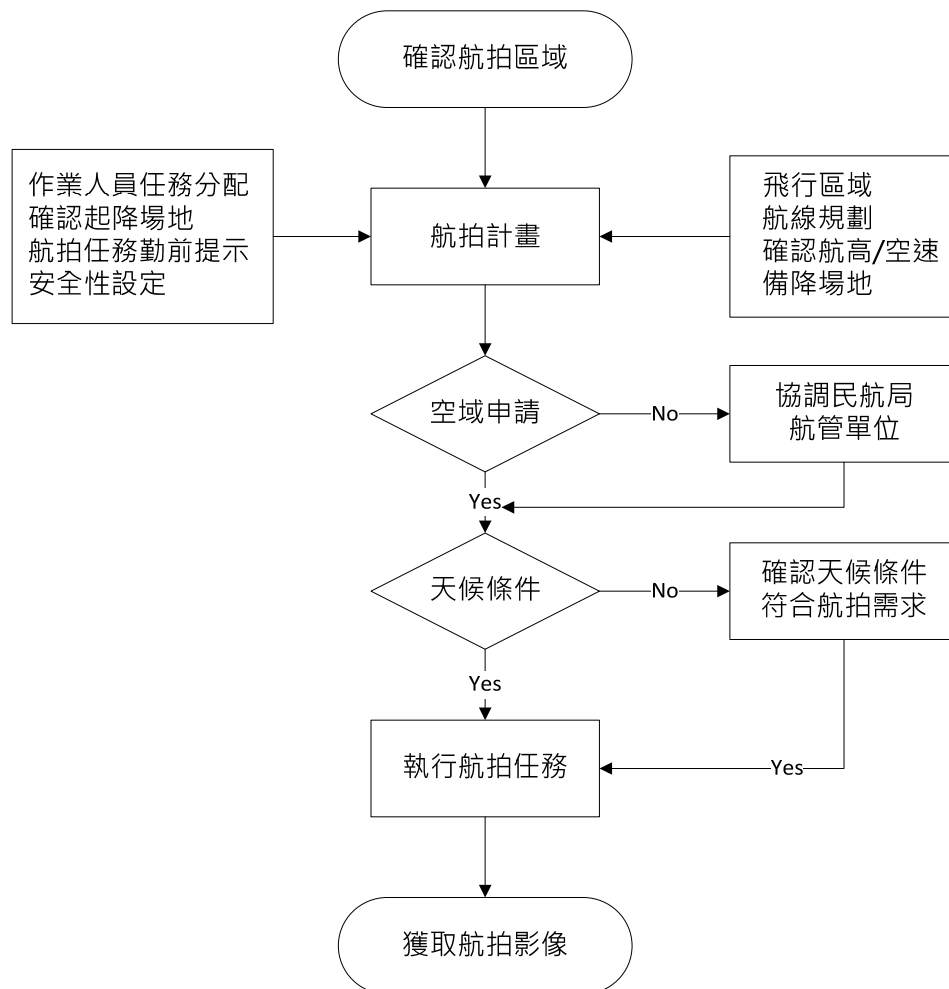 確認航拍區域
作業人員任務分配
確認起降場地
航拍任務勤前提示
安全性設定
航拍計畫
飛行區域
航線規劃
確認航高/空速
備降場地
空域申請
No
協調民航局
航管單位
Yes
天候條件
No
確認天候條件
符合航拍需求
Yes
執行航拍任務
Yes
獲取航拍影像